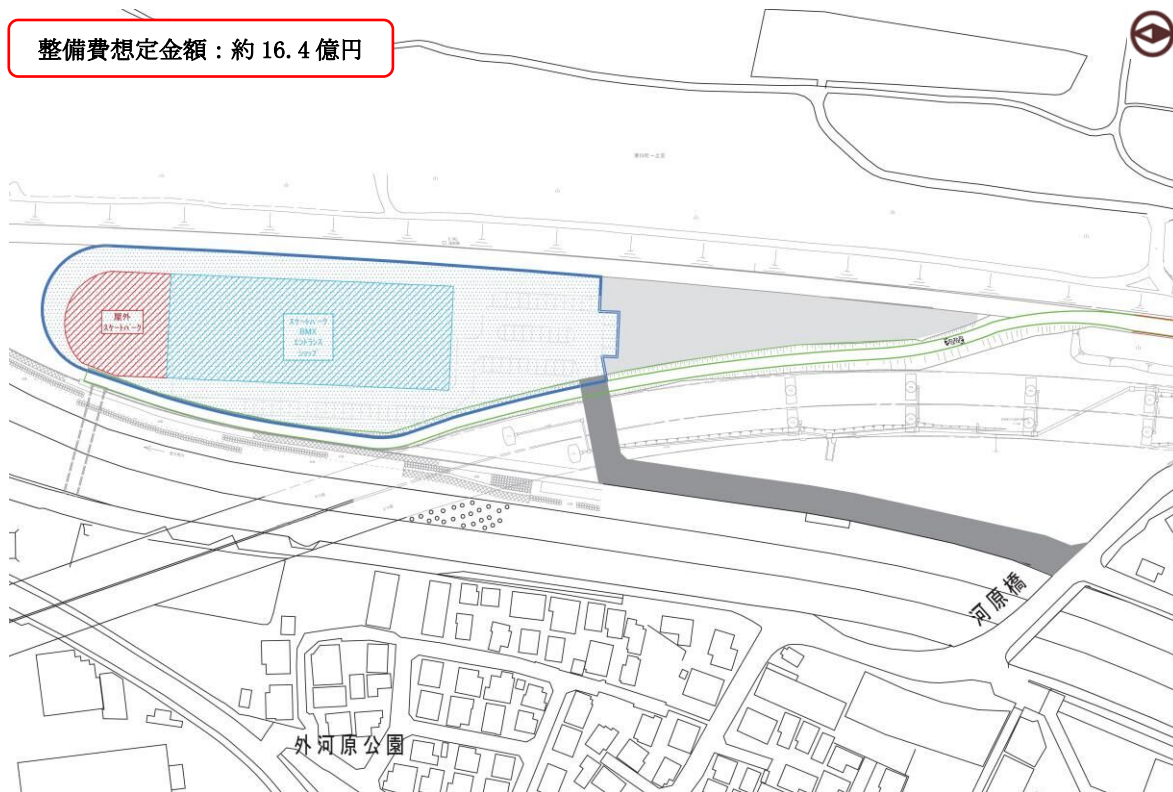 整備費想定金額：約 16.4 億円
屋外
スケートパーク
スケートパーク
BMX
エントランス
ショップ
河原橋
外河原公園